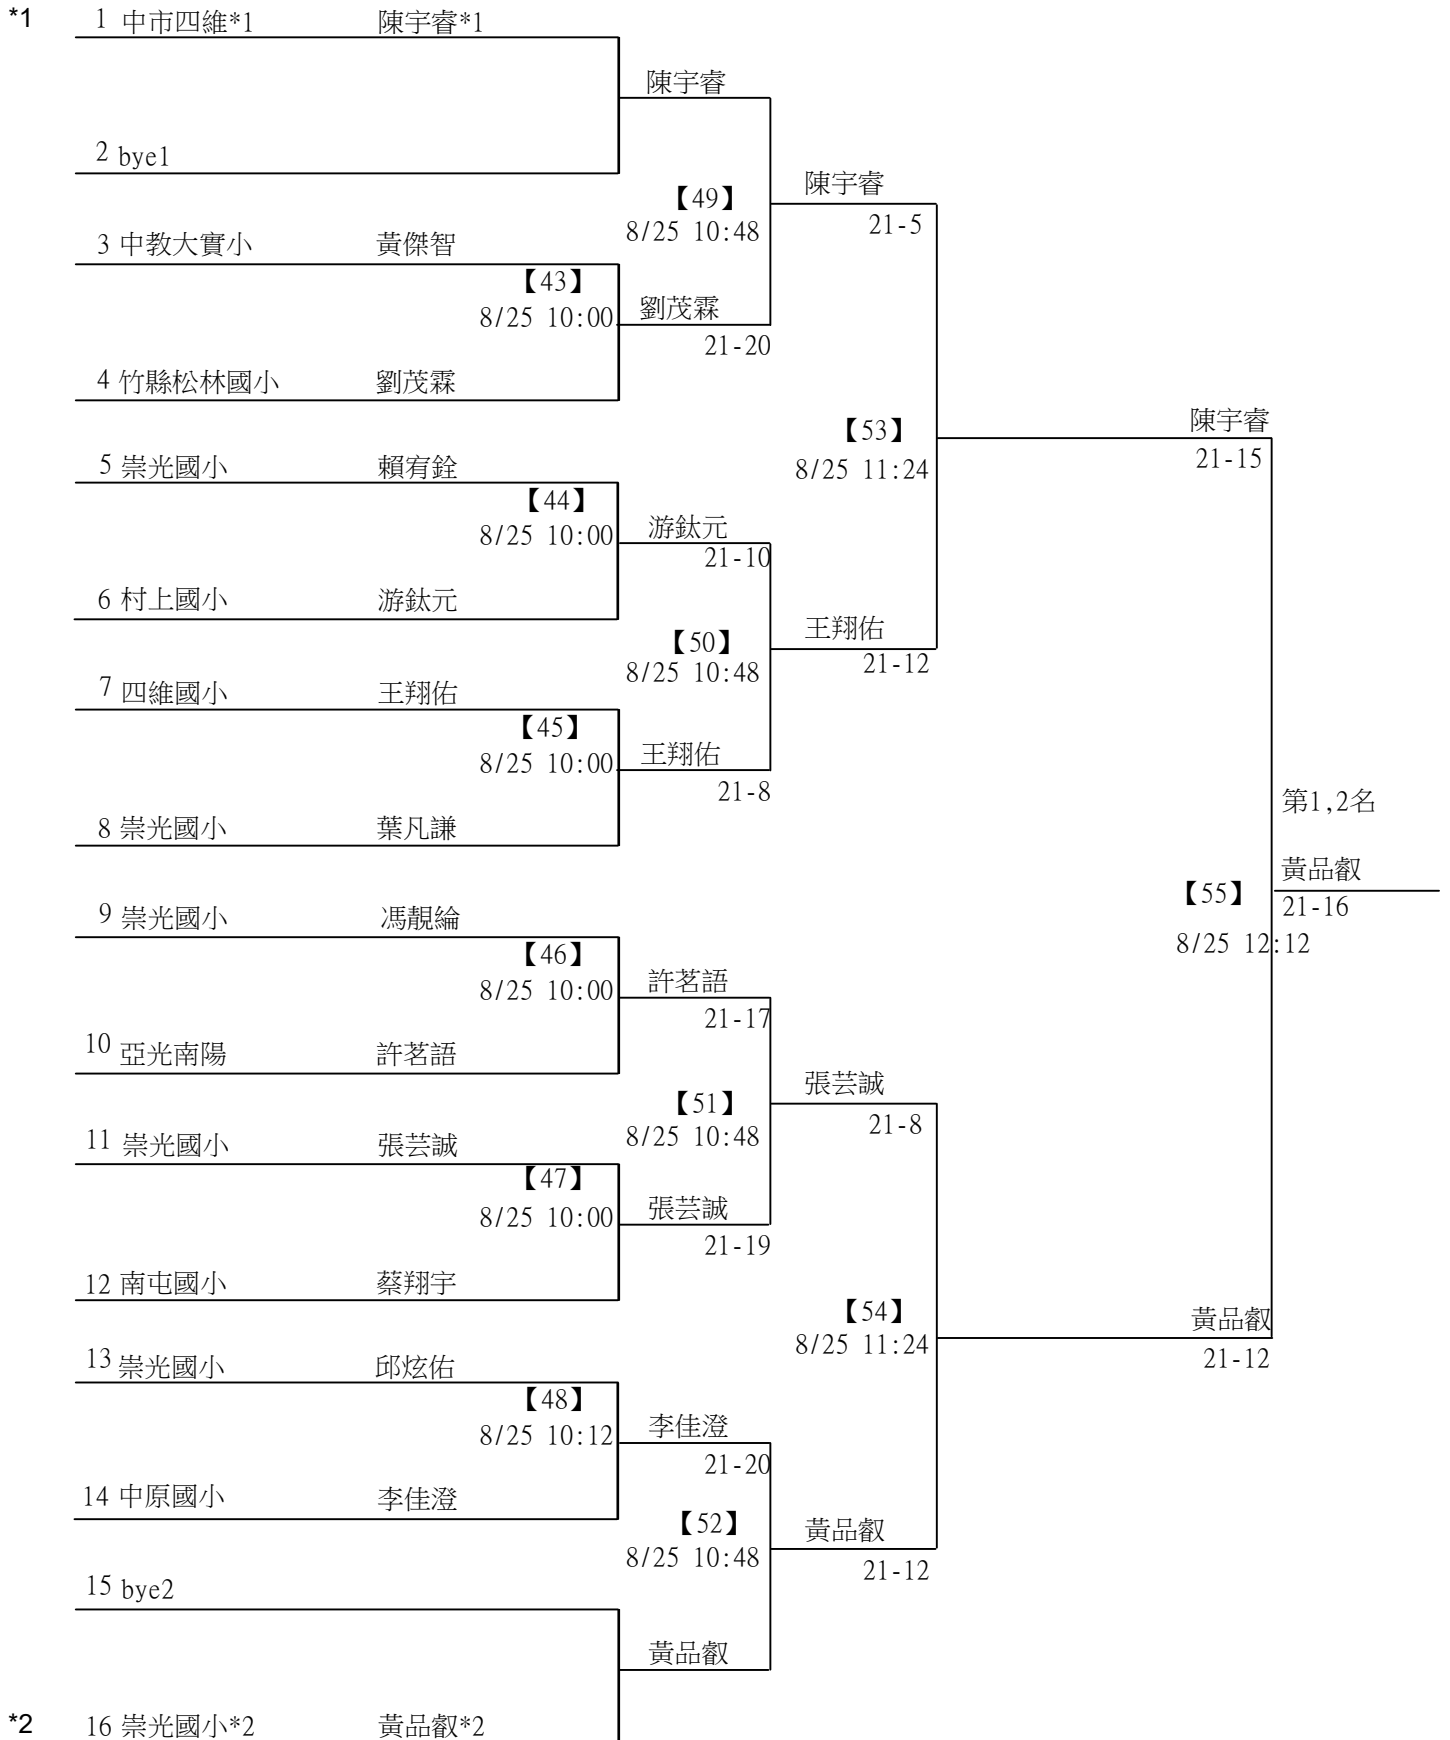 *1 1 中市四維*1 陳宇睿*1
陳宇睿
2 bye1
陳宇睿
【49】
21-5
8/25 10:48
3 中教大實小 黃傑智
【43】
劉茂霖
8/25 10:00
21-20
4 竹縣松林國小 劉茂霖
陳宇睿
【53】
21-15
5 崇光國小 賴宥銓
8/25 11:24
【44】
游鈦元
8/25 10:00
21-10
6 村上國小 游鈦元
王翔佑
【50】
21-12
8/25 10:48
7 四維國小 王翔佑
【45】
王翔佑
8/25 10:00
21-8
第1,2名
8 崇光國小 葉凡謙
黃品叡
【55】
21-16
9 崇光國小 馮靚綸
8/25 12:12
【46】
許茗語
8/25 10:00
21-17
10 亞光南陽 許茗語
張芸誠
【51】
21-8
8/25 10:48
11 崇光國小 張芸誠
【47】
張芸誠
8/25 10:00
21-19
12 南屯國小 蔡翔宇
【54】
黃品叡
8/25 11:24
21-12
13 崇光國小 邱炫佑
【48】
李佳澄
8/25 10:12
21-20
14 中原國小 李佳澄
【52】
黃品叡
8/25 10:48
21-12
15 bye2
黃品叡
*2 16 崇光國小*2 黃品叡*2